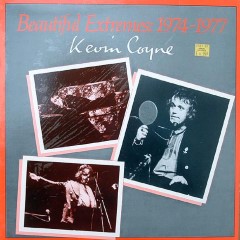 Beautiful Extremes 1974-1977
Kevin Coyne